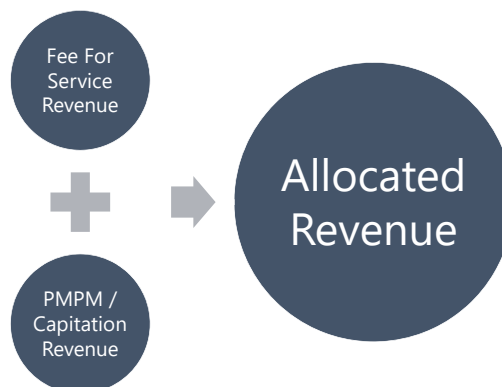 Fee For
Service
Revenue
PMPM /
Capitation
Revenue
Allocated
Revenue